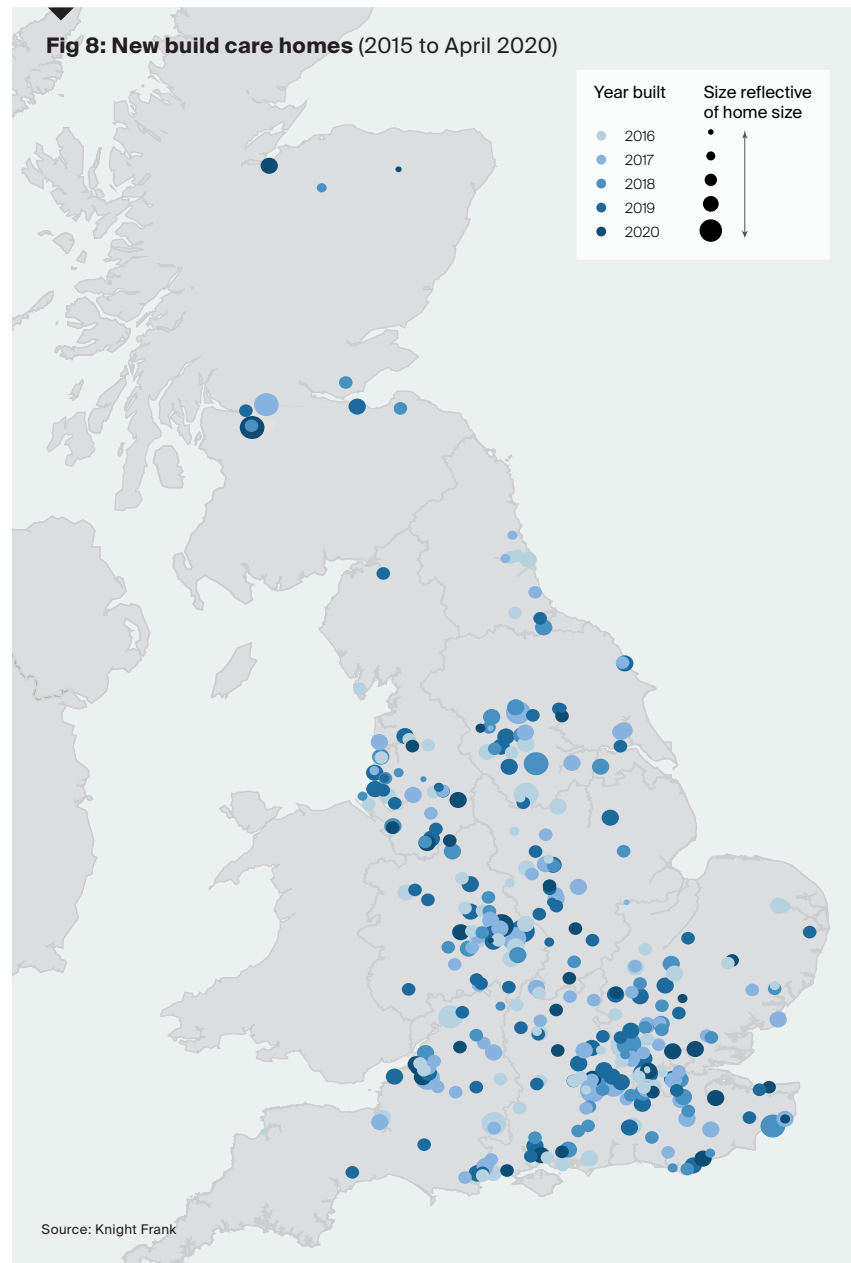 Fig 8: New build care homes (2015 to April 2020)
Year built
Size reflective
of home size
2016
2017
2018
2019
2020
Source: Knight Frank